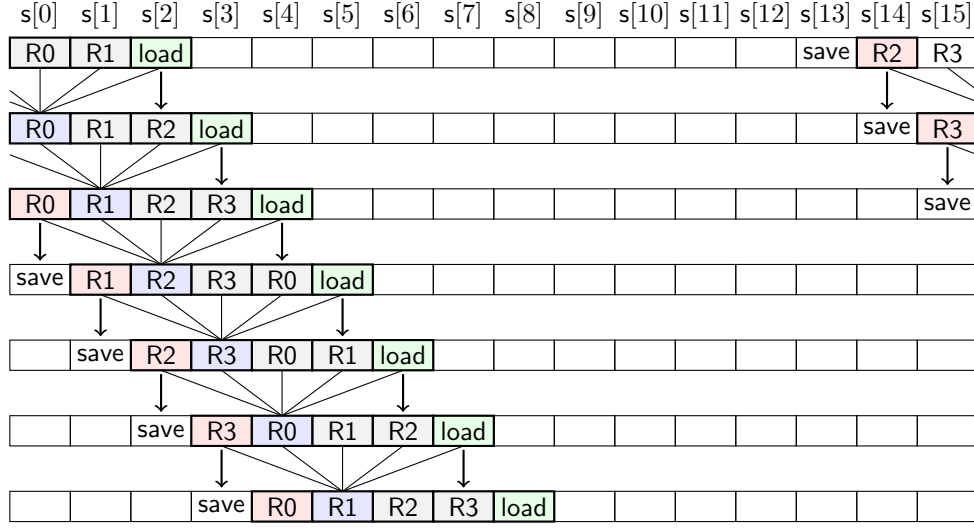 s[0] s[1] s[2] s[3] s[4] s[5] s[6] s[7] s[8] s[9] s[10] s[11] s[12] s[13] s[14] s[15]
R0 R1 load save R2 R3
R0 R1 R2 load save R3
R0 R1 R2 R3 load save
save R1 R2 R3 R0 load
save R2 R3 R0 R1 load
save R3 R0 R1 R2 load
save R0 R1 R2 R3 load